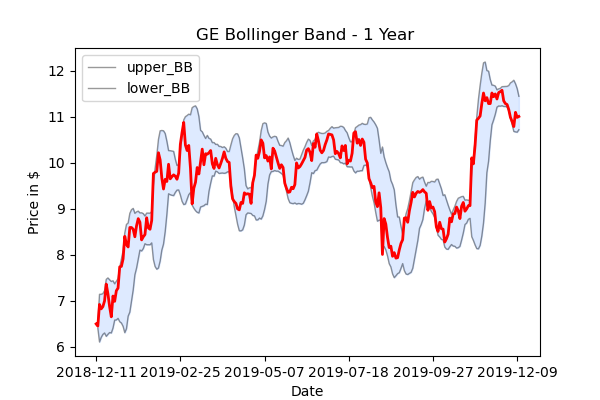 GE Bollinger Band - 1 Year
upper_BB
lower_BB
Price in $
12
11
10
9
8
7
6
2018-12-11 2019-02-25 2019-05-07 2019-07-18 2019-09-27 2019-12-09
Date